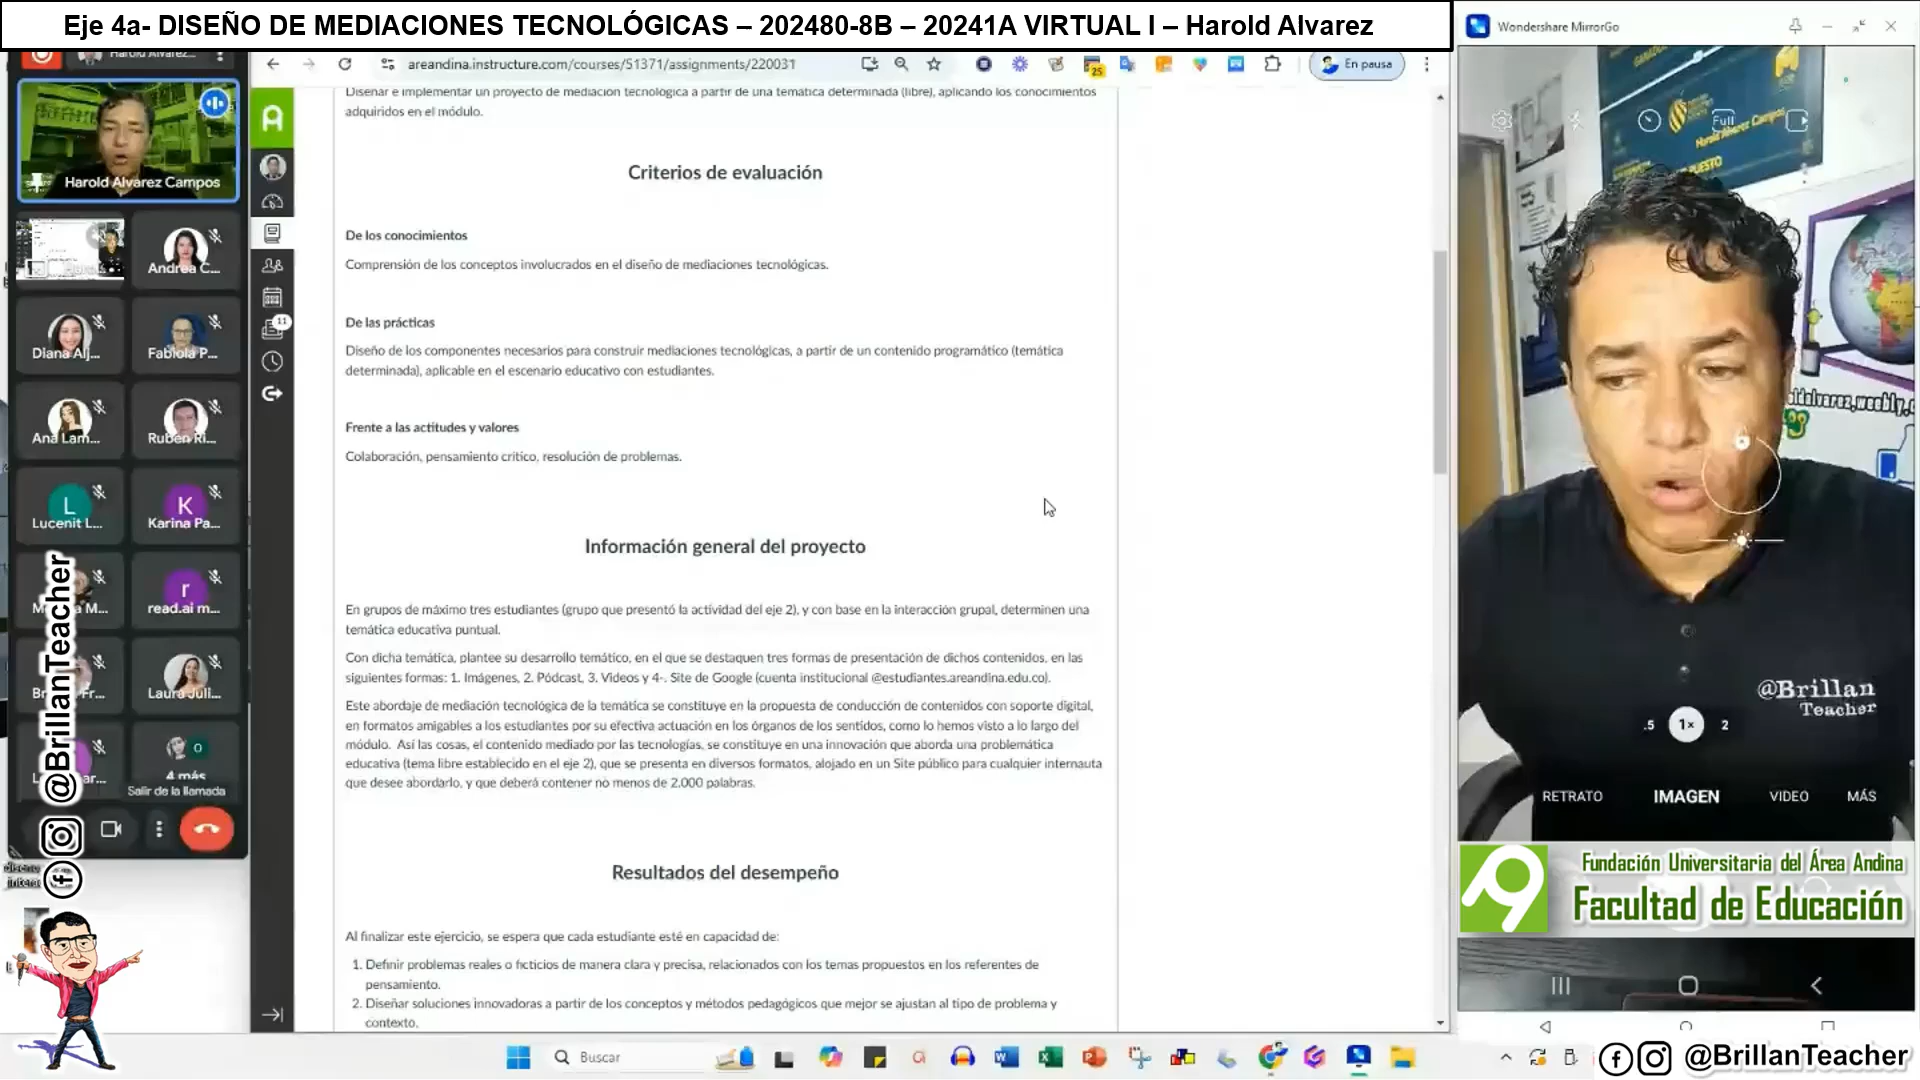 Eje 4a- DISEÑO DE MEDIACIONES TECNOLÓGICAS – 202480-8B – 20241A VIRTUAL I – Harold Alvarez
Harold Alvarez...
Harold Alvarez Campos
Andrea C...
Diana Alj...
Fabiola P...
Ana Lam...
Ruben Ri...
L
Lucenit L...
K
Karina Pa...
r
read.ai m...
Laura Juli...
O
4 más
Salir de la llamada
@BrillanTeacher
areandina.instructure.com/courses/51371/assignments/220031
25
En pausa
11
Diseñar e implementar un proyecto de mediación tecnológica a partir de una temática determinada (libre), aplicando los conocimientos
adquiridos en el módulo.
Criterios de evaluación
De los conocimientos
Comprensión de los conceptos involucrados en el diseño de mediaciones tecnológicas.
De las prácticas
Diseño de los componentes necesarios para construir mediaciones tecnológicas, a partir de un contenido programático (temática
determinada), aplicable en el escenario educativo con estudiantes.
Frente a las actitudes y valores
Colaboración, pensamiento crítico, resolución de problemas.
Información general del proyecto
En grupos de máximo tres estudiantes (grupo que presentó la actividad del eje 2), y con base en la interacción grupal, determinen una
temática educativa puntual.
Con dicha temática, plantee su desarrollo temático, en el que se destaquen tres formas de presentación de dichos contenidos, en las
siguientes formas: 1. Imágenes, 2. Pódcast, 3. Videos y 4-. Site de Google (cuenta institucional @estudiantes.areandina.edu.co).
Este abordaje de mediación tecnológica de la temática se constituye en la propuesta de conducción de contenidos con soporte digital,
en formatos amigables a los estudiantes por su efectiva actuación en los órganos de los sentidos, como lo hemos visto a lo largo del
módulo. Así las cosas, el contenido mediado por las tecnologías, se constituye en una innovación que aborda una problemática
educativa (tema libre establecido en el eje 2), que se presenta en diversos formatos, alojado en un Site público para cualquier internauta
que desee abordarlo, y que deberá contener no menos de 2.000 palabras.
Resultados del desempeño
Al finalizar este ejercicio, se espera que cada estudiante esté en capacidad de:
1. Definir problemas reales o ficticios de manera clara y precisa, relacionados con los temas propuestos en los referentes de
pensamiento.
2. Diseñar soluciones innovadoras a partir de los conceptos y métodos pedagógicos que mejor se ajustan al tipo de problema y
contexto.
Buscar
Wondershare MirrorGo
Full
Harold Alvarez Campos
@Brillan
Teacher
.5
1×
2
RETRATO
IMAGEN
VIDEO
MÁS
Fundación Universitaria del Área Andina
Facultad de Educación
@BrillanTeacher